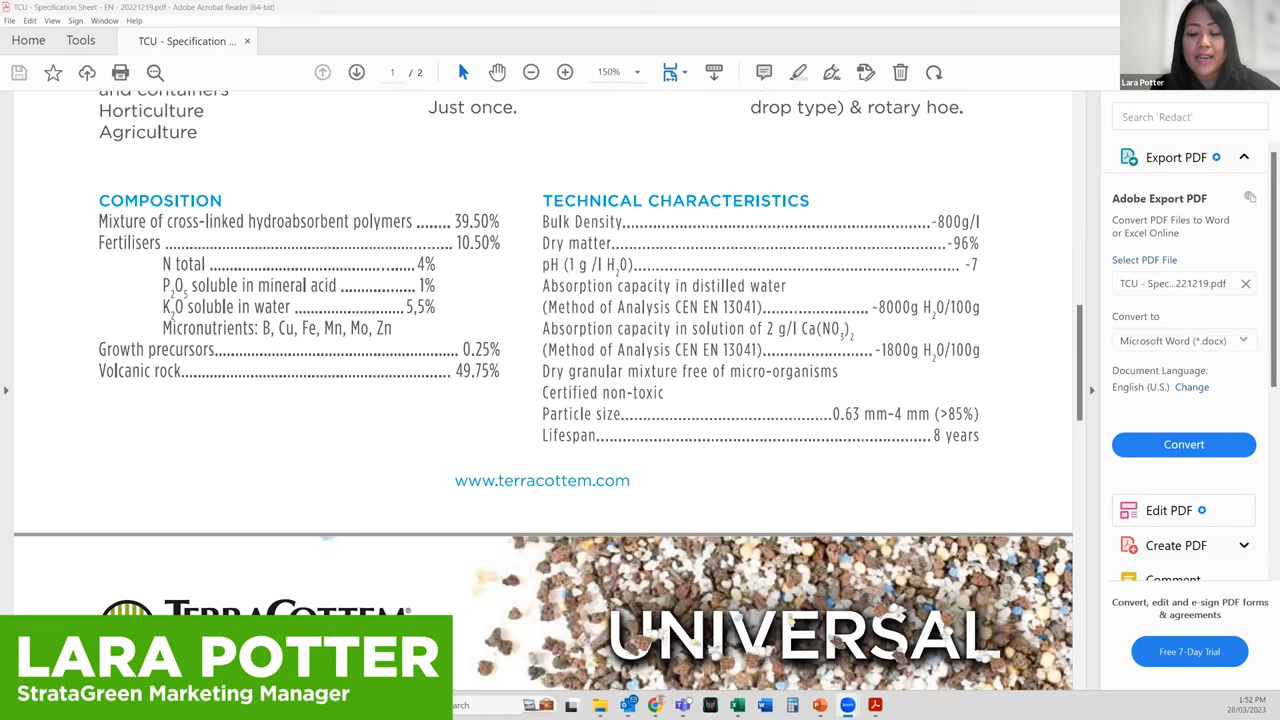 TCU - Specification Sheet - EN - 20221219.pdf - Adobe Acrobat Reader (64-bit)
File Edit View Sign Window Help
Home Tools TCU - Specification ... ×
1 / 2 150%
Lara Potter
and containers
Horticulture
Agriculture
Just once.
drop type) & rotary hoe.
COMPOSITION
Mixture of cross-linked hydroabsorbent polymers ........ 39.50%
Fertilisers ................................................................... 10.50%
N total ................................................ 4%
P2O5 soluble in mineral acid .................. 1%
K2O soluble in water ......................... 5,5%
Micronutrients: B, Cu, Fe, Mn, Mo, Zn
Growth precursors......................................................... 0.25%
Volcanic rock............................................................... 49.75%
TECHNICAL CHARACTERISTICS
Bulk Density.......................................................................~800g/l
Dry matter..............................................................................~96%
pH (1 g /l H2O)........................................................................ ~7
Absorption capacity in distilled water
(Method of Analysis CEN EN 13041)........................ ~8000g H2O/100g
Absorption capacity in solution of 2 g/l Ca(NO3)2
(Method of Analysis CEN EN 13041)......................... ~1800g H2O/100g
Dry granular mixture free of micro-organisms
Certified non-toxic
Particle size..............................................0.63 mm-4 mm (>85%)
Lifespan............................................................................ 8 years
www.terracottem.com
TERRACOTTEM®
UNIVERSAL
Search 'Redact'
Export PDF
Adobe Export PDF
Convert PDF Files to Word
or Excel Online
Select PDF File
TCU - Spec...221219.pdf
Convert to
Microsoft Word (*.docx)
Document Language:
English (U.S.) Change
Convert
Edit PDF
Create PDF
Comment
Convert, edit and e-sign PDF forms
& agreements
Free 7-Day Trial
LARA POTTER
StrataGreen Marketing Manager
search
1:52 PM
28/03/2023